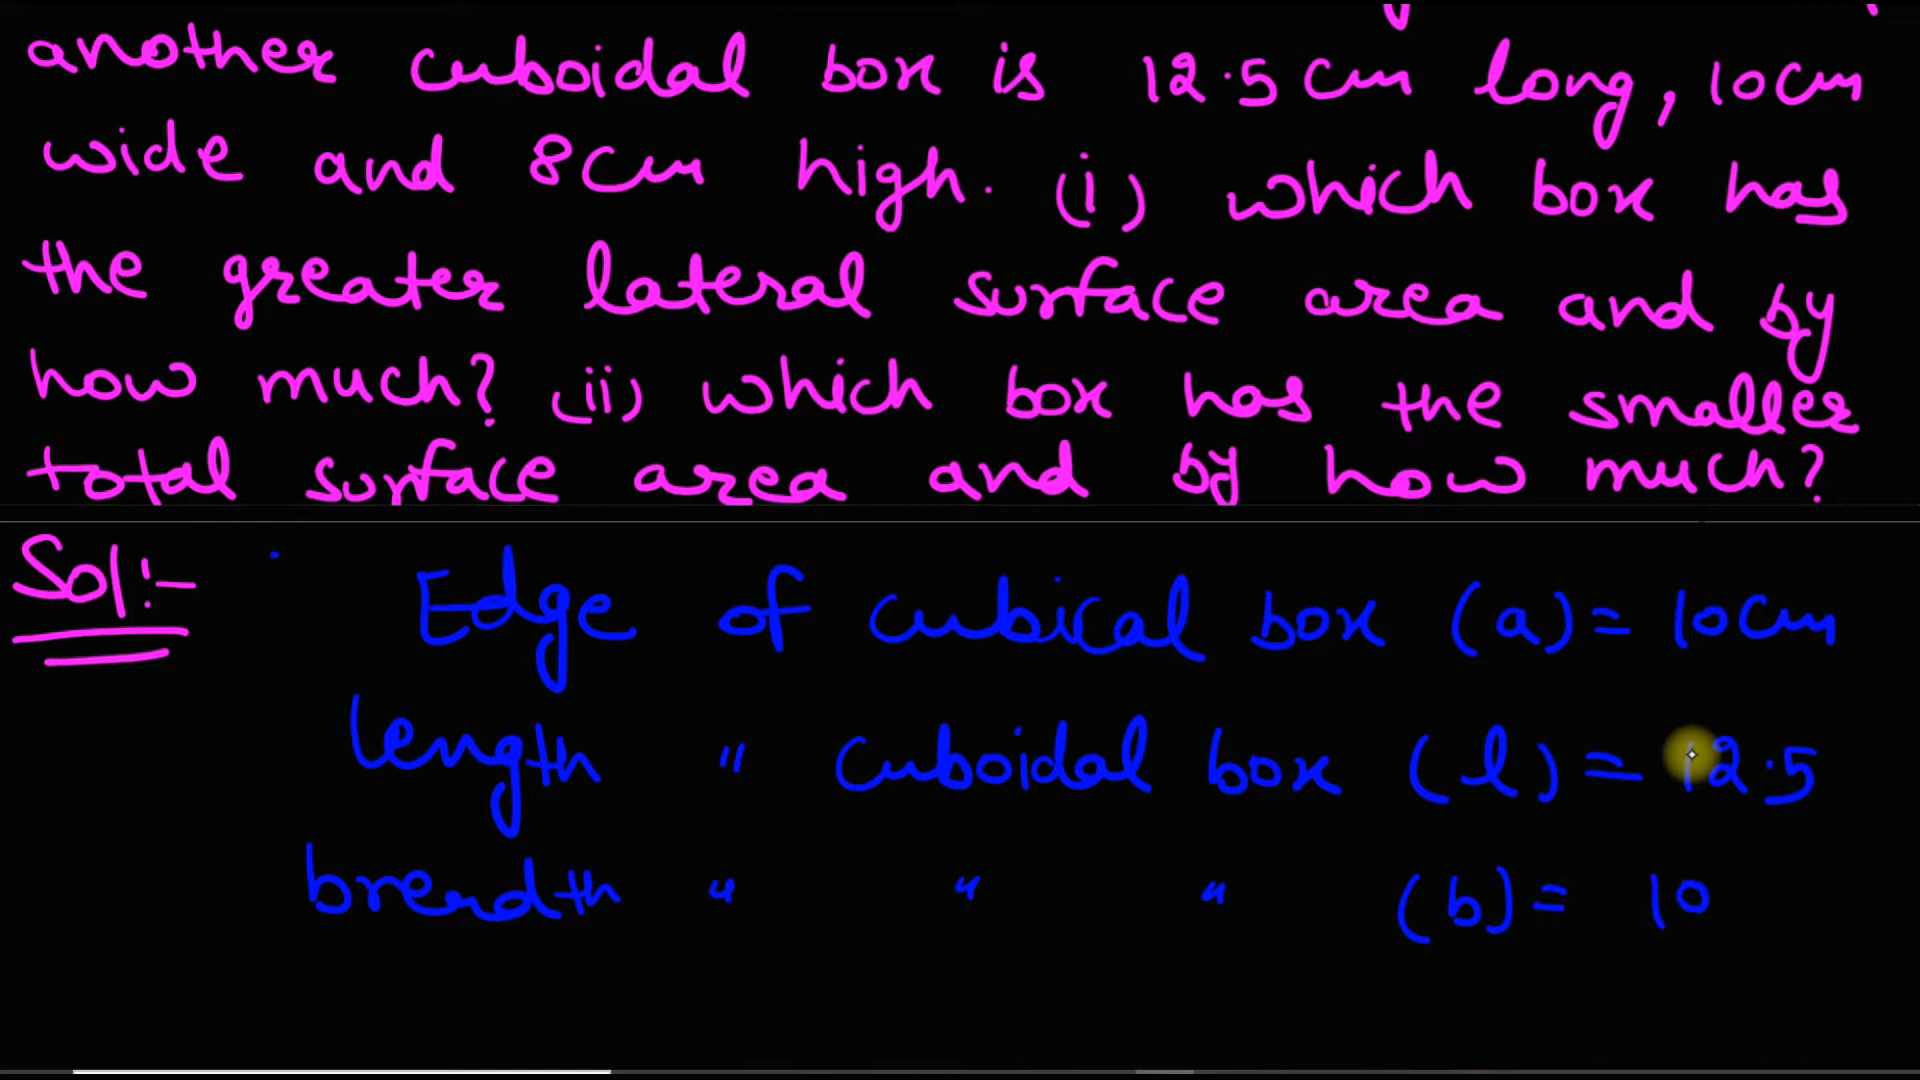 another cuboidal box is 12.5 cm long, 10cm
wide and 8cm high. (i) which box has
the greater lateral surface area and by
how much? (ii) which box has the smaller
total surface area and by how much?
Sol:-
Edge of cubical box (a) = 10cm
length " cuboidal box (l) = 12.5
breadth " " " (b) = 10